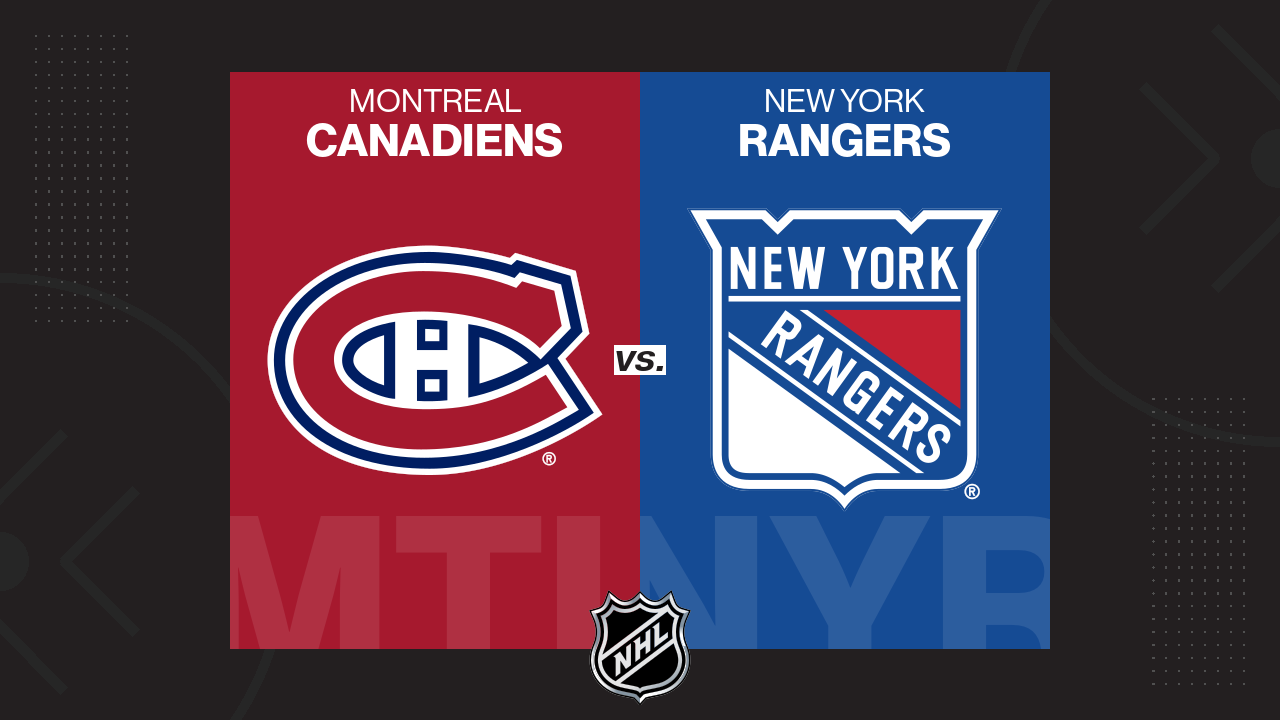 MONTREAL
CANADIENS
NEW YORK
RANGERS
NEW YORK
RANGERS
vs.
®
®
MTL
NYR
NHL